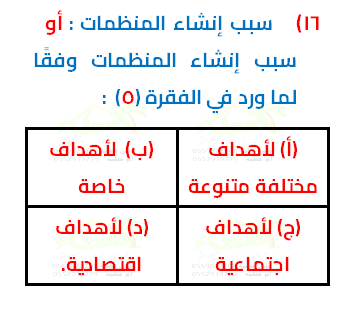 ١٦) سبب إنشاء المنظمات : أو
سبب إنشاء المنظمات وفقًا
لما ورد في الفقرة (٥) :
(أ) لأهداف
مختلفة متنوعة
(ب) لأهداف
خاصة
(ج) لأهداف
اجتماعية
(د) لأهداف
اقتصادية.